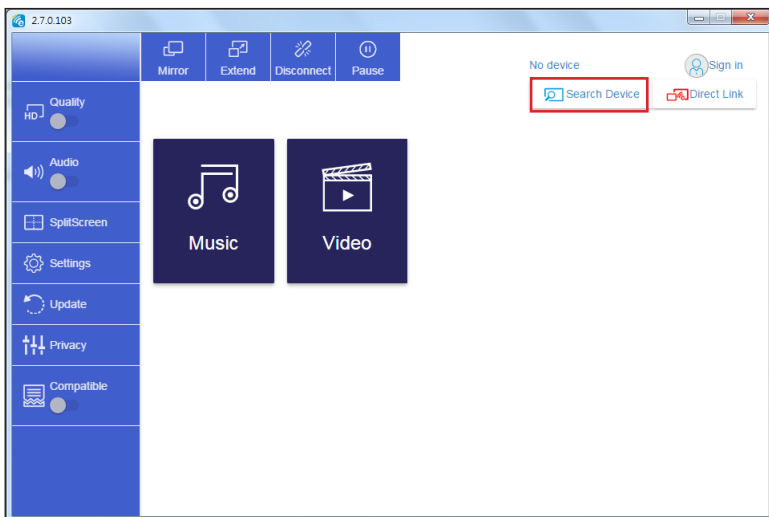 2.7.0.103
Mirror
Extend
Disconnect
Pause
No device
Sign in
Search Device
Direct Link
HD
Quality
Audio
SplitScreen
Settings
Update
Privacy
Compatible
Music
Video